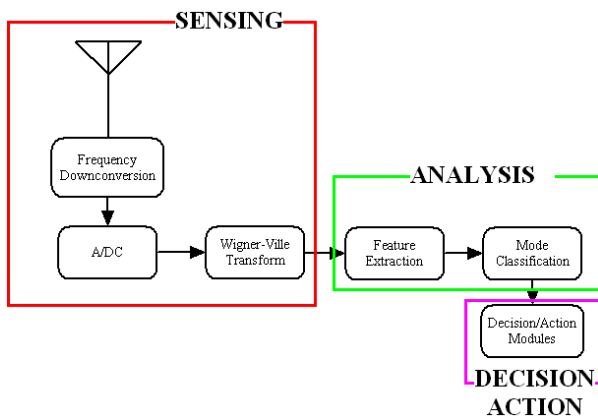 SENSING
Frequency
Downconversion
A/DC
Wigner-Ville
Transform
ANALYSIS
Feature
Extraction
Mode
Classification
Decision/Action
Modules
DECISION
ACTION